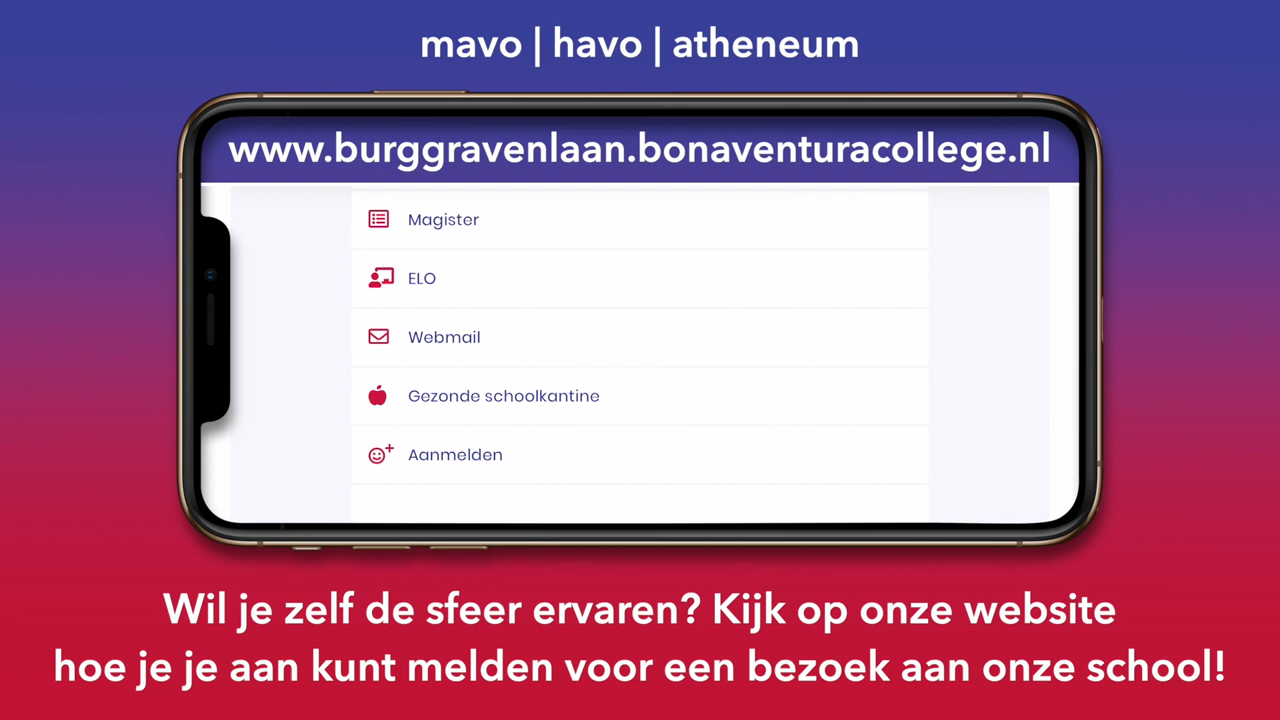 mavo | havo | atheneum
www.burggravenlaan.bonaventuracollege.nl
Magister
ELO
Webmail
Gezonde schoolkantine
Aanmelden
Wil je zelf de sfeer ervaren? Kijk op onze website
hoe je je aan kunt melden voor een bezoek aan onze school!